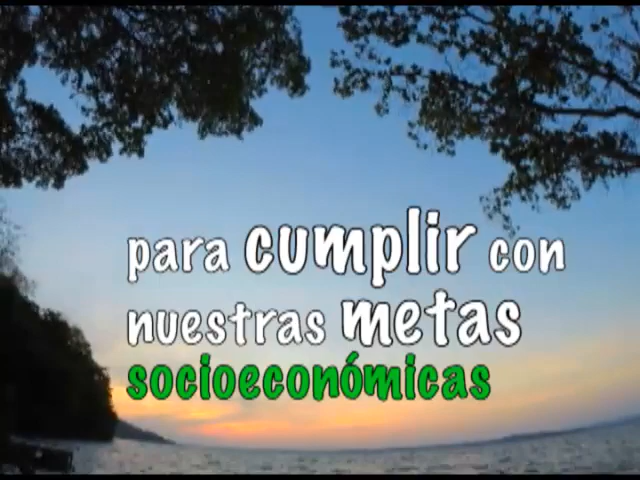 para cumplir con
nuestras metas
socioeconómicas